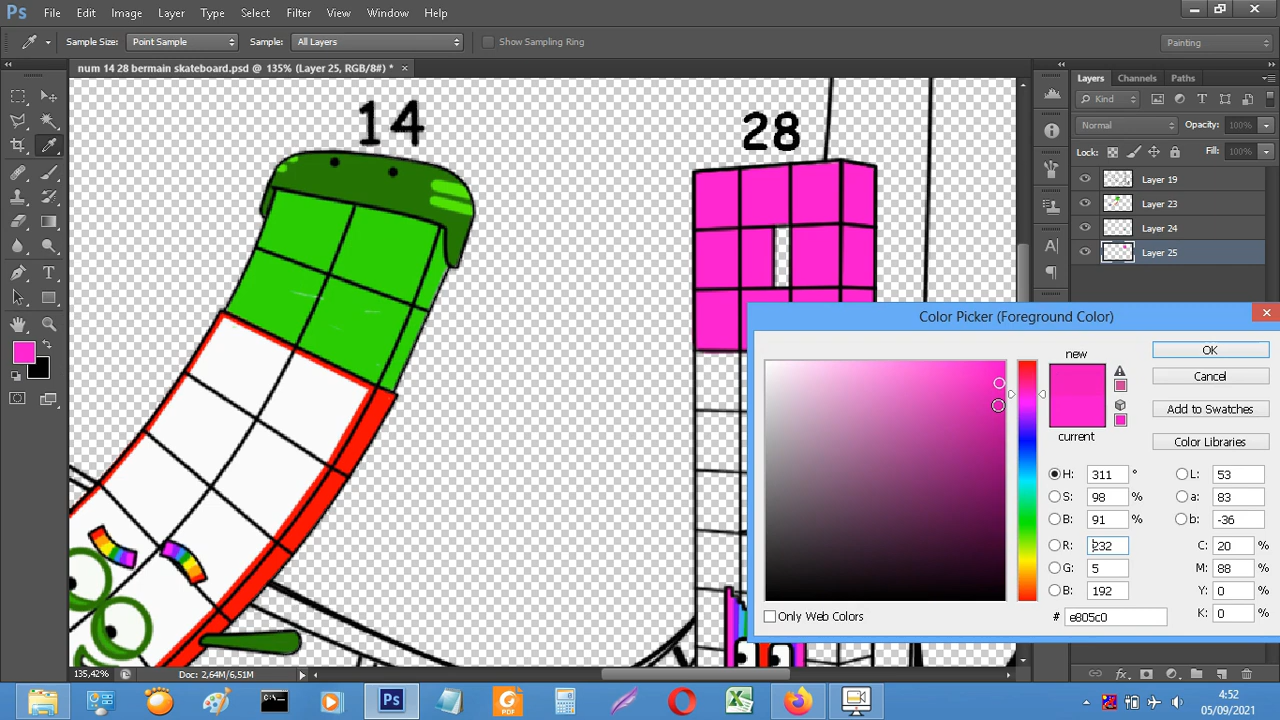 Ps File Edit Image Layer Type Select Filter View Window Help
Sample Size: Point Sample Sample: All Layers Show Sampling Ring Painting
num 14 28 bermain skateboard.psd @ 135% (Layer 25, RGB/8#) * ×
Layers Channels Paths
Kind
Normal Opacity: 100%
Lock: Fill: 100%
Layer 19
Layer 23
Layer 24
Layer 25
14
28
Color Picker (Foreground Color)
new
current
OK
Cancel
Add to Swatches
Color Libraries
H: 311 ° L: 53
S: 98 % a: 83
B: 91 % b: -36
R: 232 C: 20 %
G: 5 M: 88 %
B: 192 Y: 0 %
# e805c0 K: 0 %
Only Web Colors
135,42% Doc: 2,64M/6,51M
Ps
PDF
4:52
05/09/2021